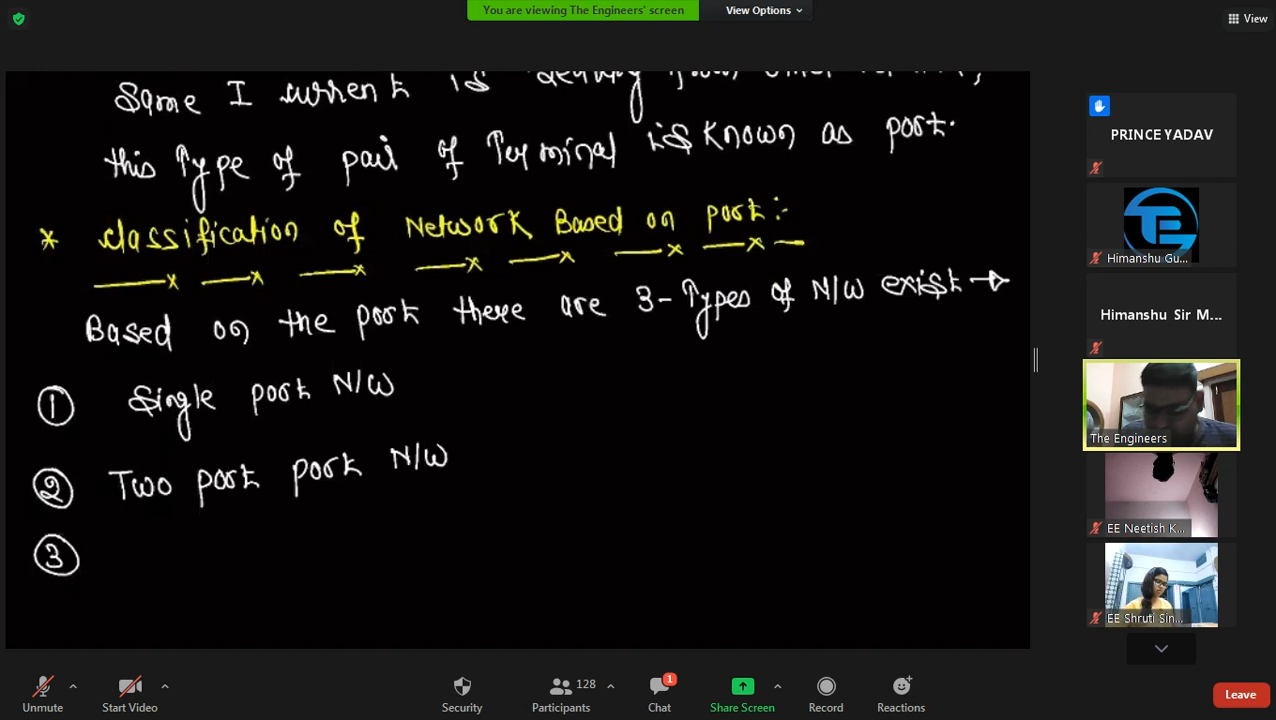 You are viewing The Engineers' screen
View Options
View
Same I current is
this Type of pair of Terminal is known as port.
* classification of Network Based on port:-
Based on the port there are 3-Types of N/W exist →
① Single port N/W
② Two port port N/W
③
PRINCE YADAV
Himanshu Gu...
Himanshu Sir M...
The Engineers
EE Neetish K...
EE Shruti Sin...
Unmute
Start Video
Security
128
Participants
1
Chat
Share Screen
Record
Reactions
Leave